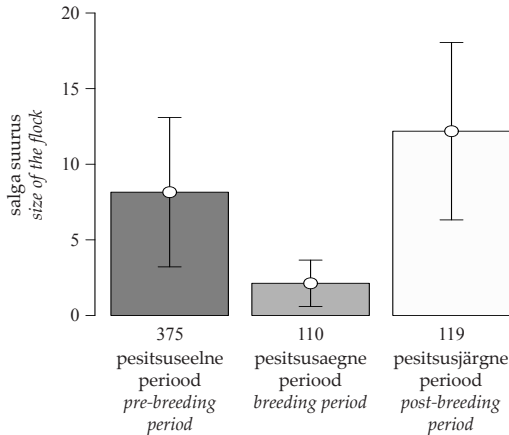 salga suurus
size of the flock
20
15
10
5
0
375
pesitsuseelne
periood
pre-breeding
period
110
pesitsusaegne
periood
breeding period
119
pesitsusjärgne
periood
post-breeding
period